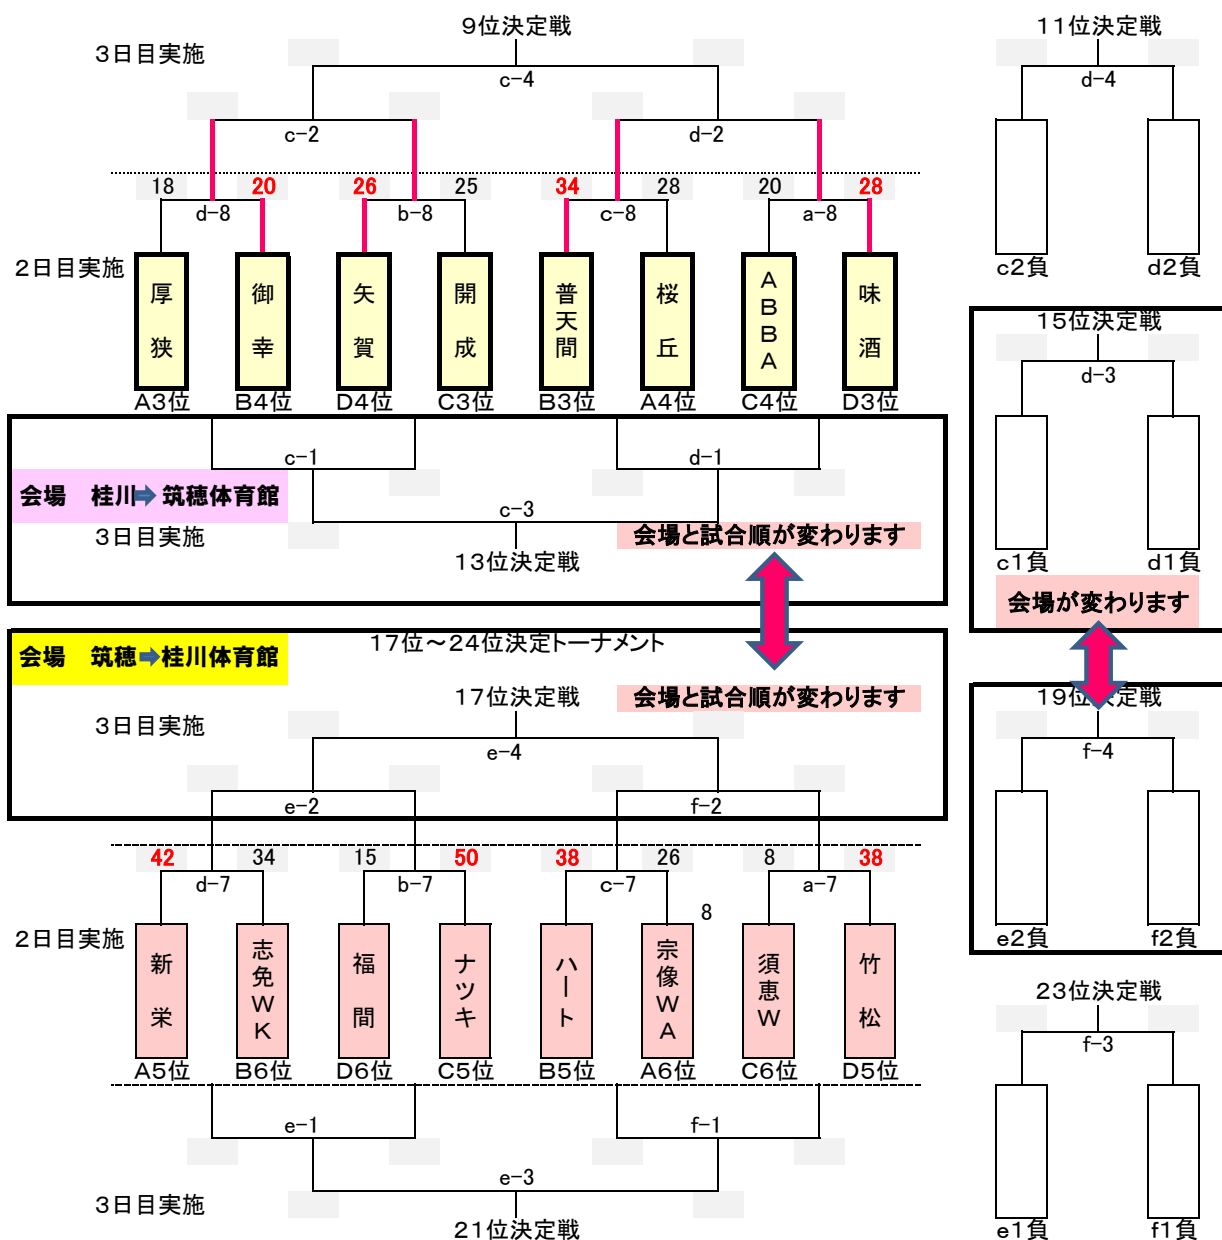 9位決定戦
3日目実施
c-4
c-2
d-2
18
20
26
25
34
28
20
28
d-8
b-8
c-8
a-8
2日目実施
厚狭
御幸
矢賀
開成
普天間
桜丘
ABBA
味酒
A3位
B4位
D4位
C3位
B3位
A4位
C4位
D3位
c-1
d-1
会場　桂川➡筑穂体育館
c-3
3日目実施
会場と試合順が変わります
13位決定戦
17位～24位決定トーナメント
会場　筑穂➡桂川体育館
17位決定戦
会場と試合順が変わります
3日目実施
e-4
e-2
f-2
42
34
15
50
38
26
8
38
d-7
b-7
c-7
a-7
8
2日目実施
新栄
志免WK
福間
ナツキ
ハート
宗像WA
須恵W
竹松
A5位
B6位
D6位
C5位
B5位
A6位
C6位
D5位
e-1
f-1
e-3
3日目実施
21位決定戦
11位決定戦
d-4
c2負
d2負
15位決定戦
d-3
c1負
d1負
会場が変わります
19位決定戦
f-4
e2負
f2負
23位決定戦
f-3
e1負
f1負